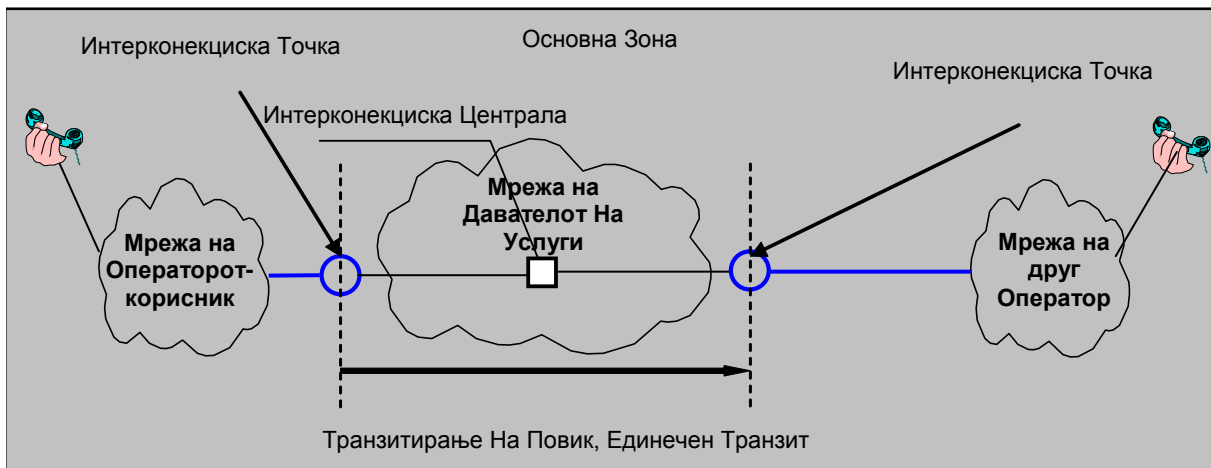 Основна Зона
Интерконекциска Точка
Интерконекциска Точка
Интерконекциска Централа
Мрежа на
Давателот На
Услуги
Мрежа на
Операторот-
корисник
Мрежа на
друг
Оператор
Транзитирање На Повик, Единечен Транзит